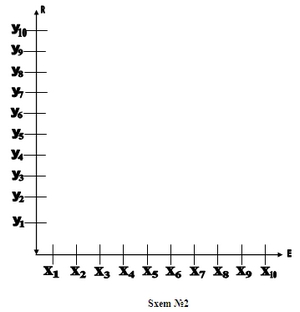 R
y₁₀
y₉
y₈
y₇
y₆
y₅
y₄
y₃
y₂
y₁
E
x₁ x₂ x₃ x₄ x₅ x₆ x₇ x₈ x₉ x₁₀
Sxem №2